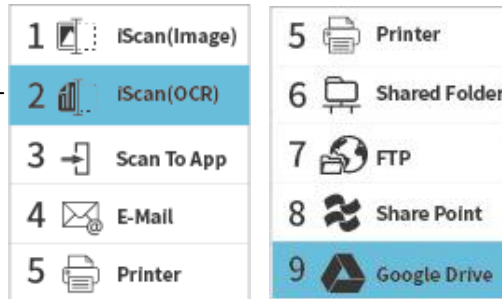 1 iScan(Image)
2 iScan(OCR)
3 Scan To App
4 E-Mail
5 Printer
5 Printer
6 Shared Folder
7 FTP
8 Share Point
9 Google Drive